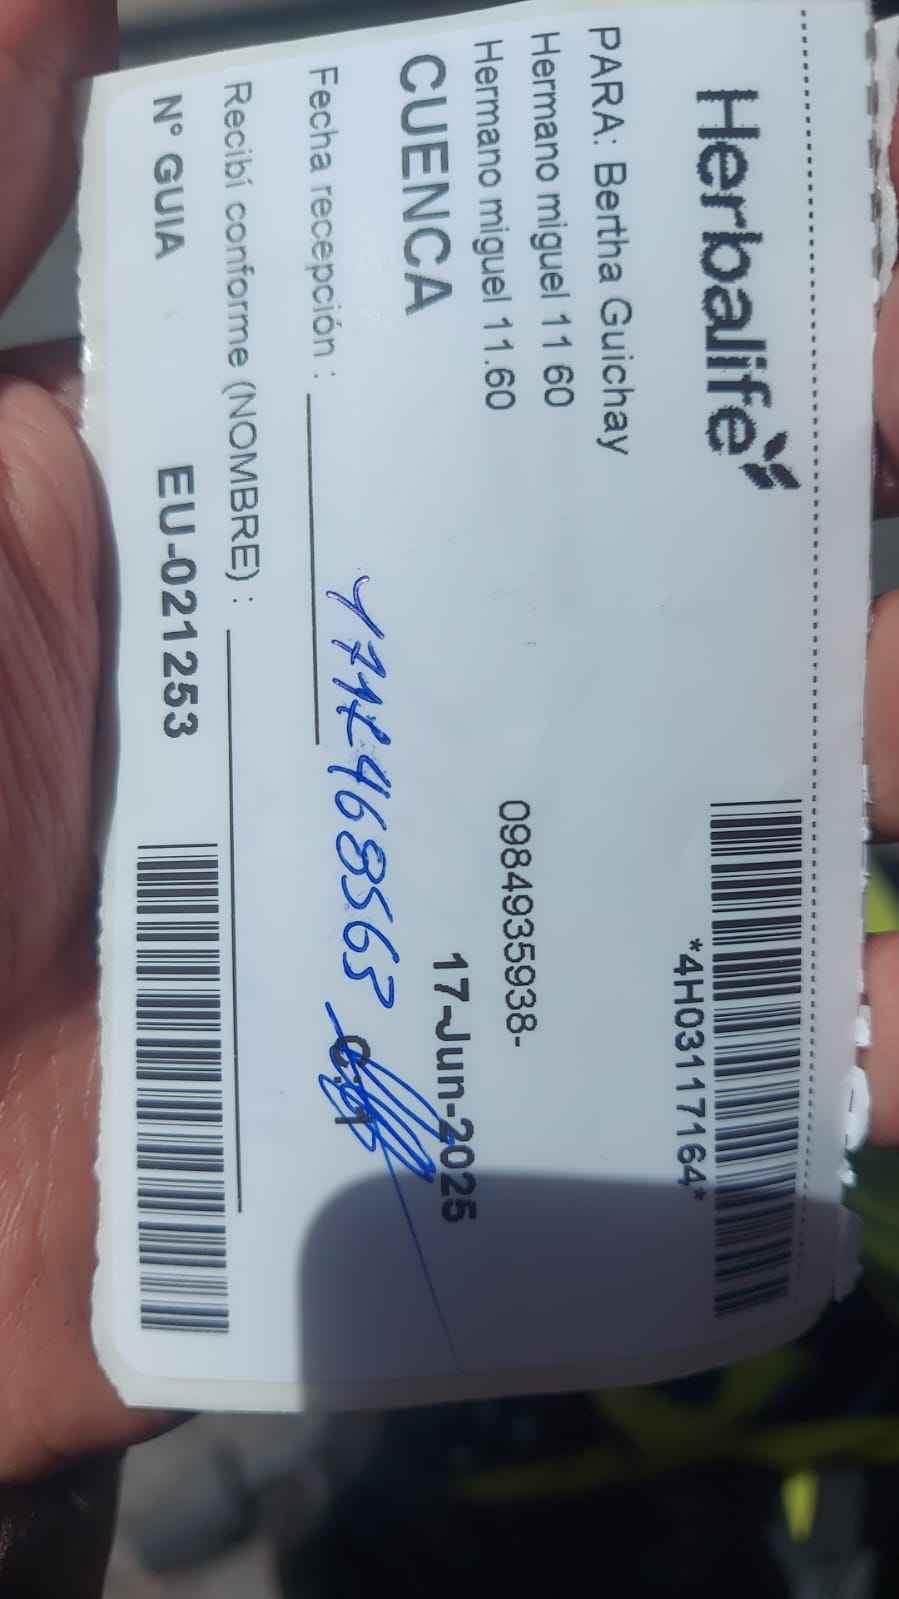 Herbalife
*4H03117164*
PARA: Bertha Guichay
Hermano miguel 11 60
Hermano miguel 11.60 0984935938-
CUENCA 17-Jun-2025
Fecha recepción :
C:1
Recibí conforme (NOMBRE) :
N° GUIA EU-021253